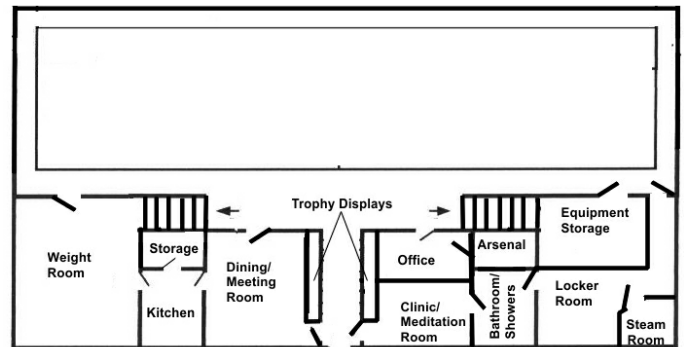 Trophy Displays
Equipment
Storage
Storage
Office
Arsenal
Weight
Room
Dining/
Meeting
Room
Kitchen
Clinic/
Meditation
Room
Bathroom/
Showers
Locker
Room
Steam
Room